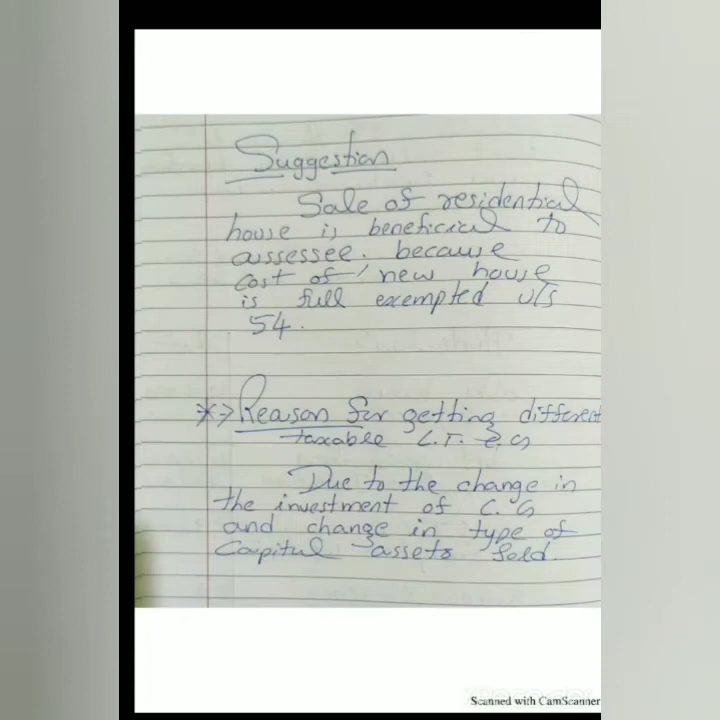 Suggestion
Sale of residential
house is beneficial to
assessee. because
cost of new house
is full exempted u/s
54.
*⇒ Reason for getting different
taxable L.T. C.G
Due to the change in
the investment of C.G
and change in type of
Capital assets sold.
Scanned with CamScanner